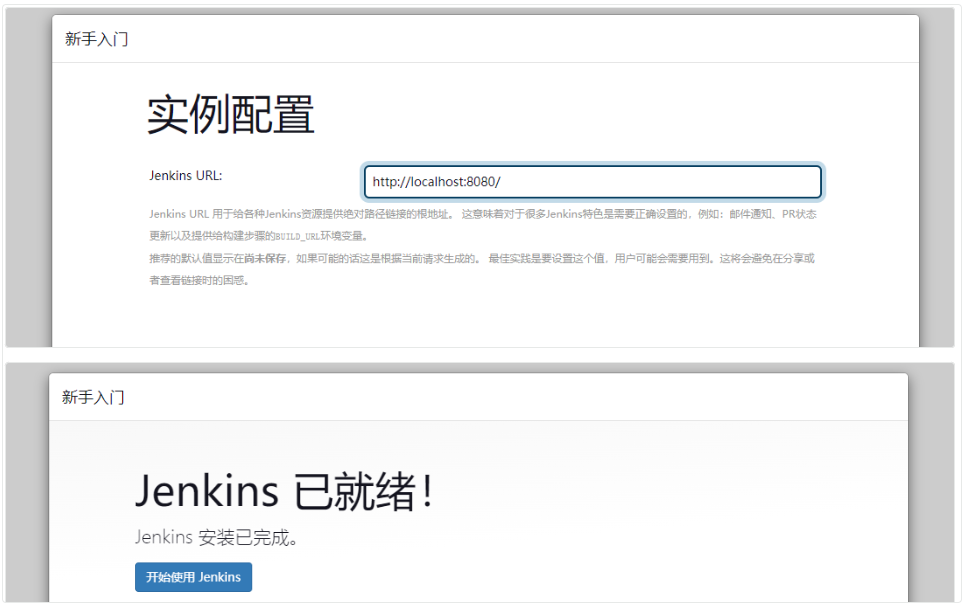 新手入门
实例配置
Jenkins URL:
http://localhost:8080/
Jenkins URL 用于给各种Jenkins资源提供绝对路径链接的根地址。 这意味着对于很多Jenkins特色是需要正确设置的，例如：邮件通知、PR状态
更新以及提供给构建步骤的BUILD_URL环境变量。
推荐的默认值显示在尚未保存，如果可能的话这是根据当前请求生成的。 最佳实践是要设置这个值，用户可能会需要用到。这将会避免在分享或
者查看链接时的困惑。
新手入门
Jenkins 已就绪！
Jenkins 安装已完成。
开始使用 Jenkins